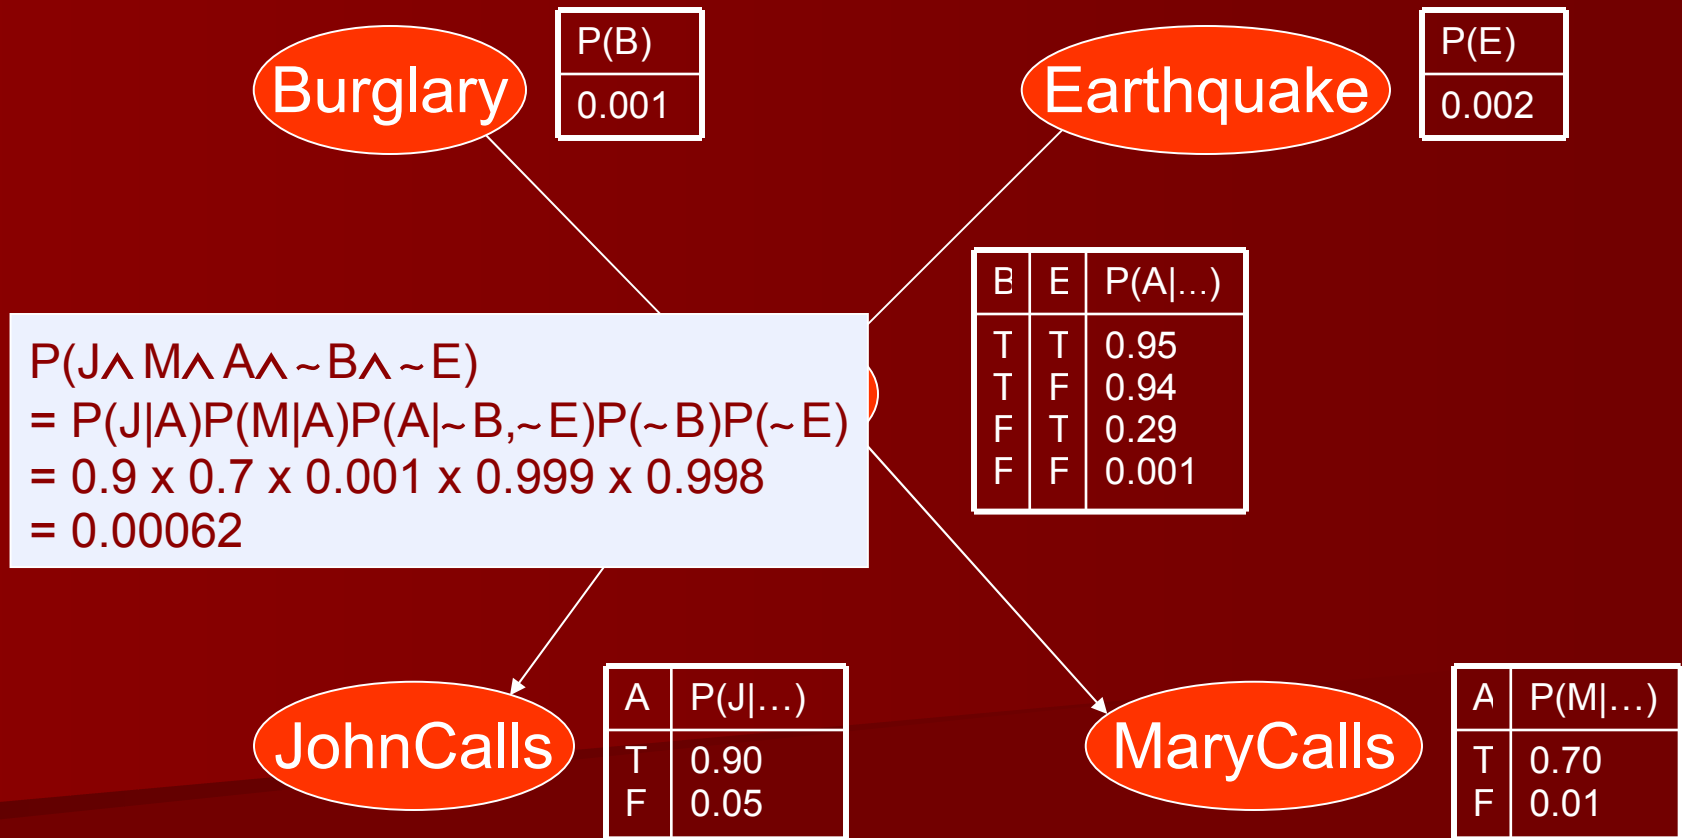 Burglary
P(B)
0.001
Earthquake
P(E)
0.002
B E P(A|…)
T T 0.95
T F 0.94
F T 0.29
F F 0.001
P(J∧M∧A∧~B∧~E)
= P(J|A)P(M|A)P(A|~B,~E)P(~B)P(~E)
= 0.9 x 0.7 x 0.001 x 0.999 x 0.998
= 0.00062
JohnCalls
A P(J|…)
T 0.90
F 0.05
MaryCalls
A P(M|…)
T 0.70
F 0.01